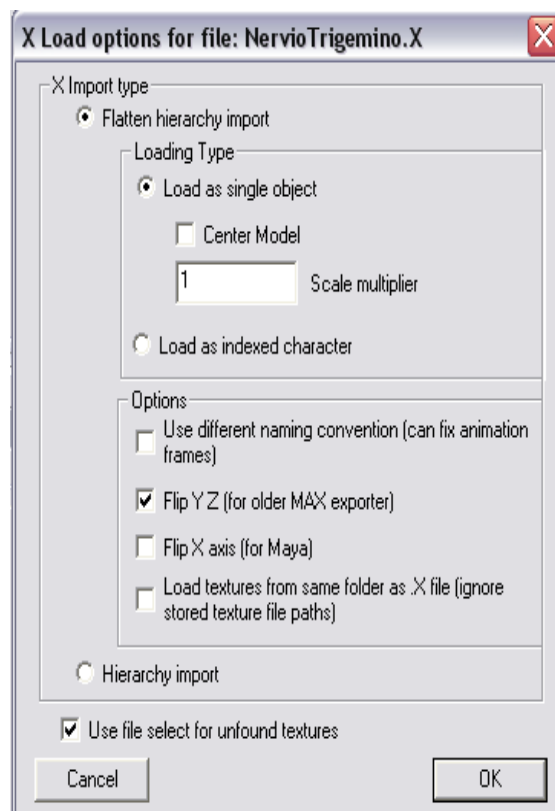 X Load options for file: NervioTrigemino.X
X Import type
Flatten hierarchy import
Loading Type
Load as single object
Center Model
1 Scale multiplier
Load as indexed character
Options
Use different naming convention (can fix animation
frames)
Flip Y Z (for older MAX exporter)
Flip X axis (for Maya)
Load textures from same folder as .X file (ignore
stored texture file paths)
Hierarchy import
Use file select for unfound textures
Cancel OK